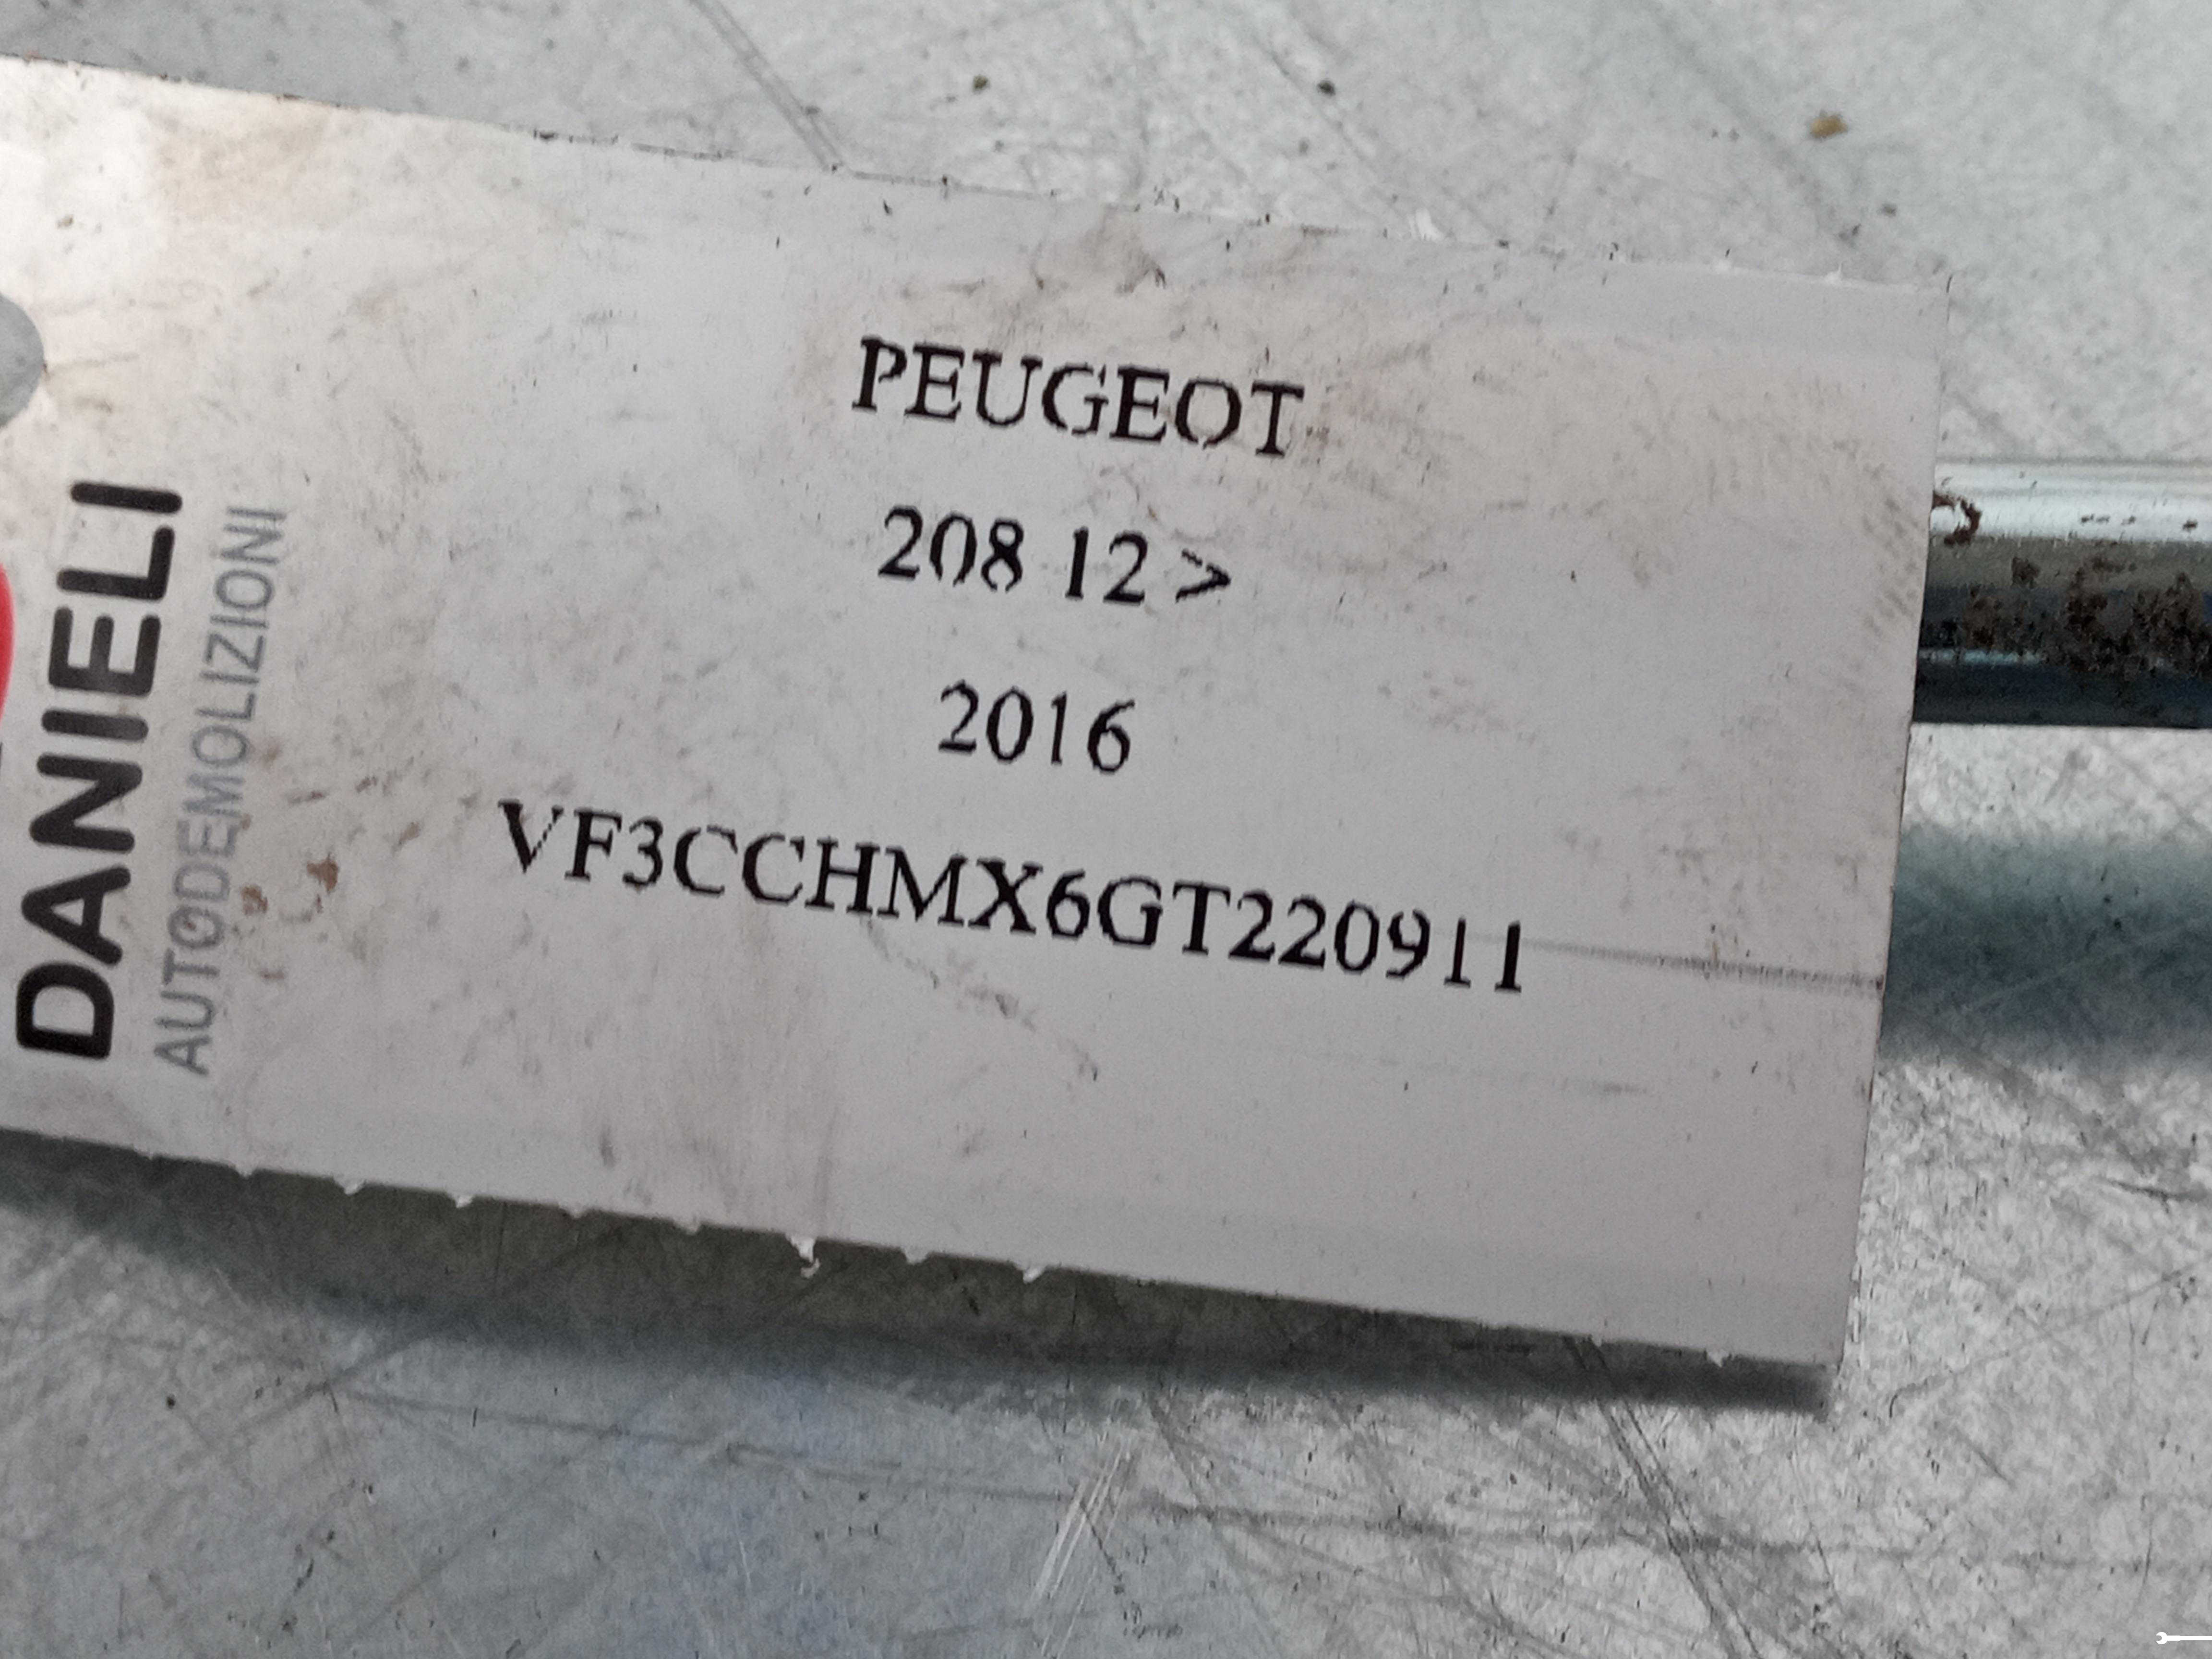 PEUGEOT
208 12 >
2016
VF3CCHMX6GT220911
DANIELI
AUTODEMOLIZIONI